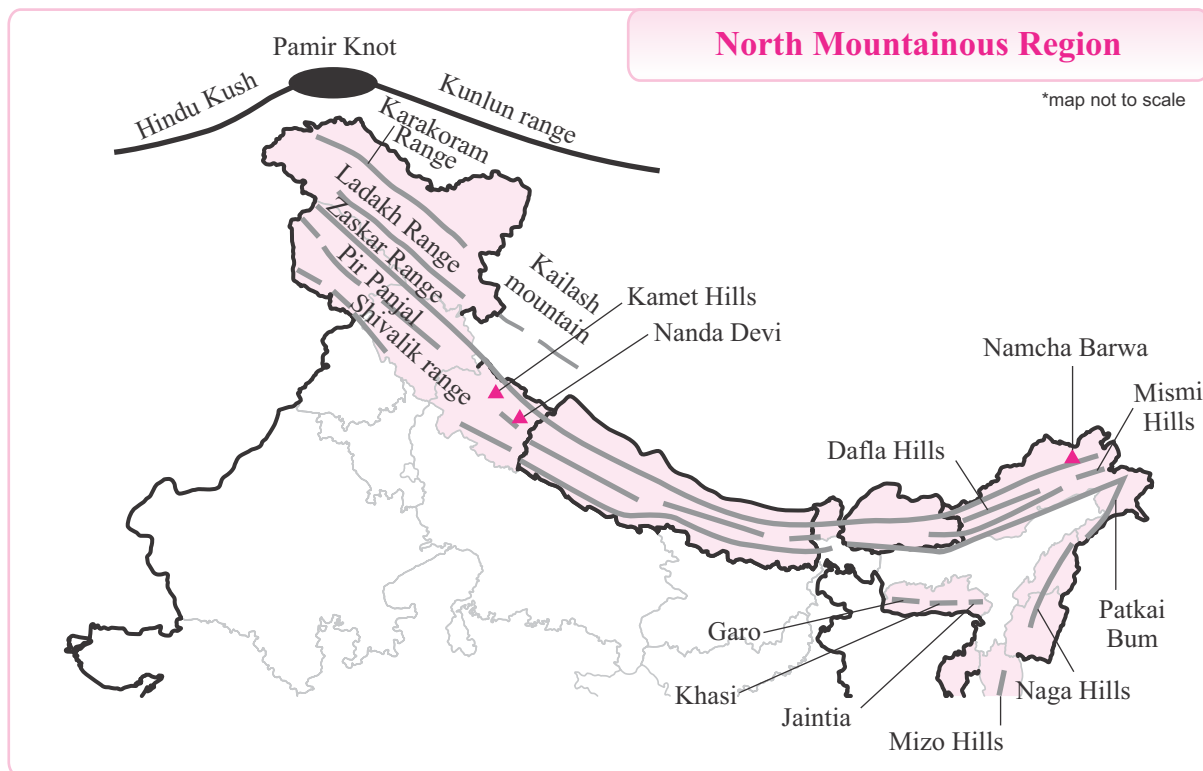 North Mountainous Region
*map not to scale
Pamir Knot
Hindu Kush
Kunlun range
Karakoram
Range
Ladakh Range
Zaskar Range
Pir Panjal
Shivalik range
Kailash
mountain
Kamet Hills
Nanda Devi
Namcha Barwa
Mismi
Hills
Dafla Hills
Patkai
Bum
Garo
Khasi
Jaintia
Naga Hills
Mizo Hills